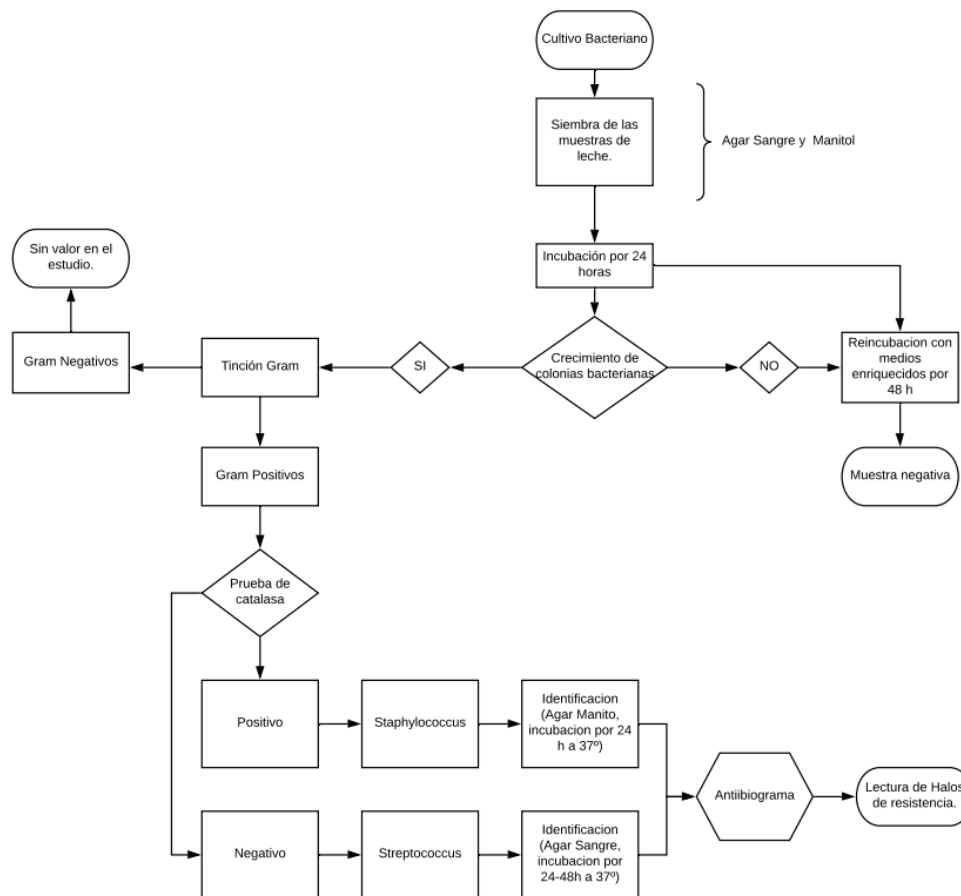 Cultivo Bacteriano
Siembra de las
muestras de
leche.
Agar Sangre y Manitol
Sin valor en el
estudio.
Incubación por 24
horas
Gram Negativos
Tinción Gram
SI
Crecimiento de
colonias bacterianas
NO
Reincubacion con
medios
enriquecidos por
48 h
Gram Positivos
Muestra negativa
Prueba de
catalasa
Positivo
Staphylococcus
Identificacion
(Agar Manito,
incubacion por 24
h a 37º)
Antiibiograma
Lectura de Halos
de resistencia.
Negativo
Streptococcus
Identificacion
(Agar Sangre,
incubacion por
24-48h a 37º)